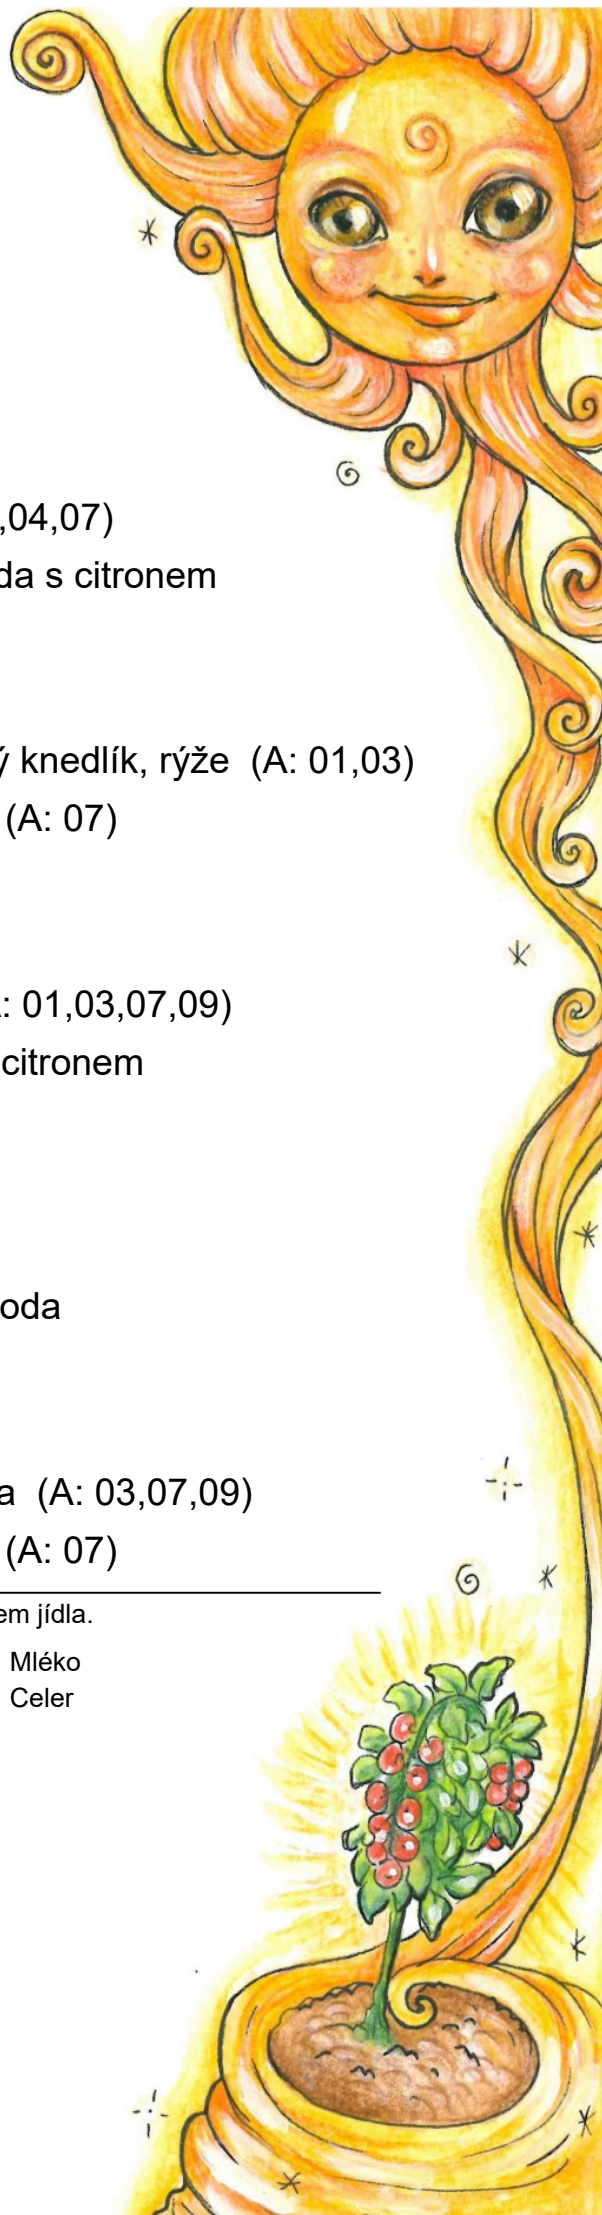 ,04,07)
da s citronem
ý knedlík, rýže (A: 01,03)
(A: 07)
: 01,03,07,09)
citronem
oda
a (A: 03,07,09)
(A: 07)
em jídla.
Mléko
Celer